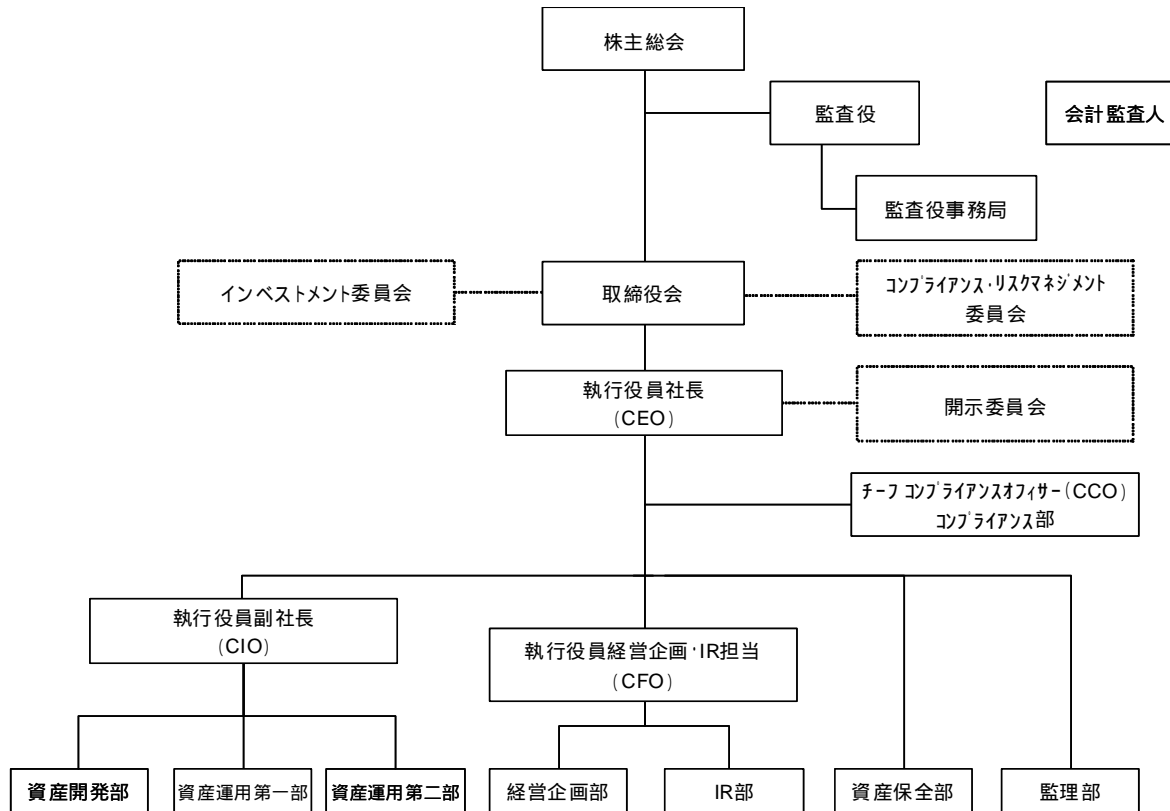 株主総会
監査役
会計監査人
監査役事務局
インベストメント委員会
取締役会
ｺﾝﾌﾟﾗｲｱﾝｽ･ﾘｽｸﾏﾈｼﾞﾒﾝﾄ
委員会
執行役員社長
(CEO)
開示委員会
ﾁｰﾌ ｺﾝﾌﾟﾗｲｱﾝｽｵﾌｨｻｰ(CCO)
ｺﾝﾌﾟﾗｲｱﾝｽ部
執行役員副社長
(CIO)
執行役員経営企画･IR担当
(CFO)
資産開発部
資産運用第一部
資産運用第二部
経営企画部
IR部
資産保全部
監理部